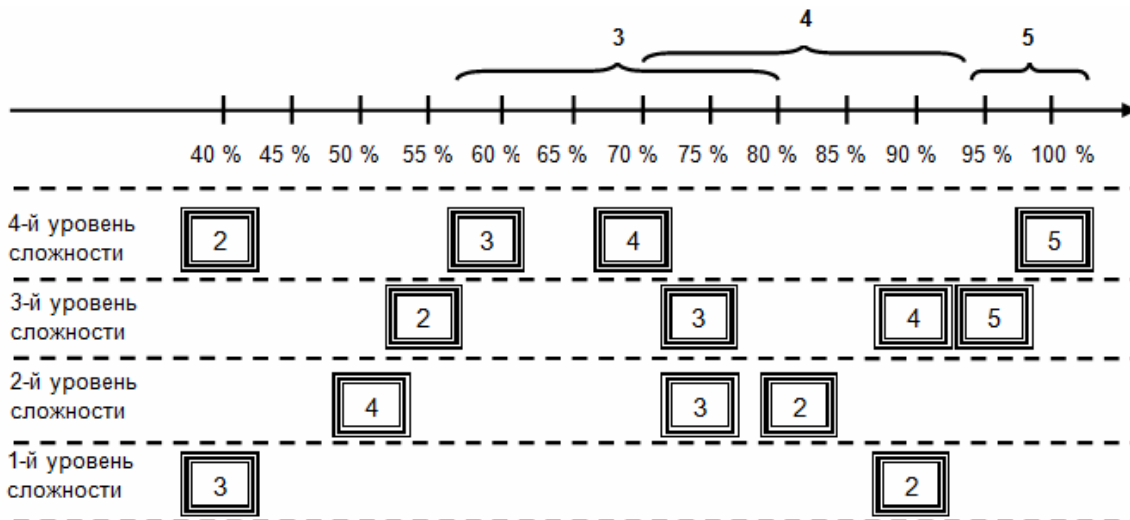 4
3
5
40 % 45 % 50 % 55 % 60 % 65 % 70 % 75 % 80 % 85 % 90 % 95 % 100 %
4-й уровень
сложности
2 3 4 5
3-й уровень
сложности
2 3 4 5
2-й уровень
сложности
4 3 2
1-й уровень
сложности
3 2